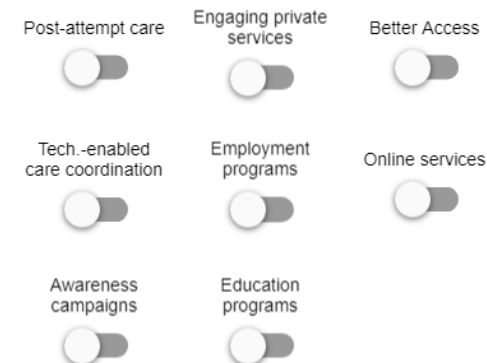 Post-attempt care
Engaging private
services
Better Access
Tech.-enabled
care coordination
Employment
programs
Online services
Awareness
campaigns
Education
programs